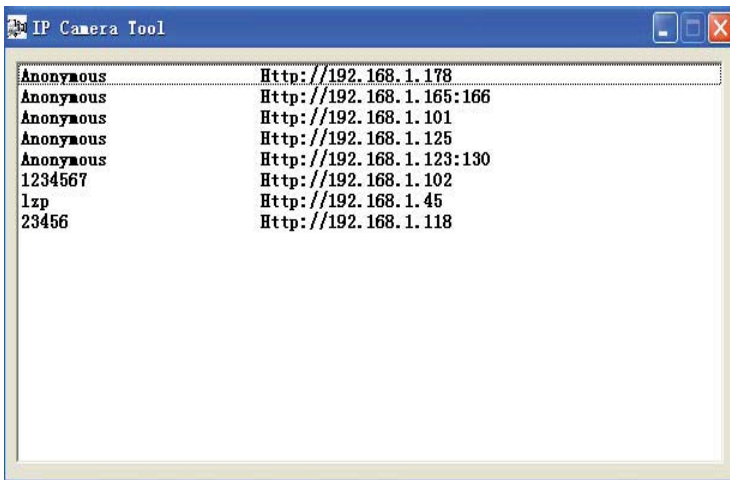 IP Camera Tool
Anonymous Http://192.168.1.178
Anonymous Http://192.168.1.165:166
Anonymous Http://192.168.1.101
Anonymous Http://192.168.1.125
Anonymous Http://192.168.1.123:130
1234567 Http://192.168.1.102
lzp Http://192.168.1.45
23456 Http://192.168.1.118